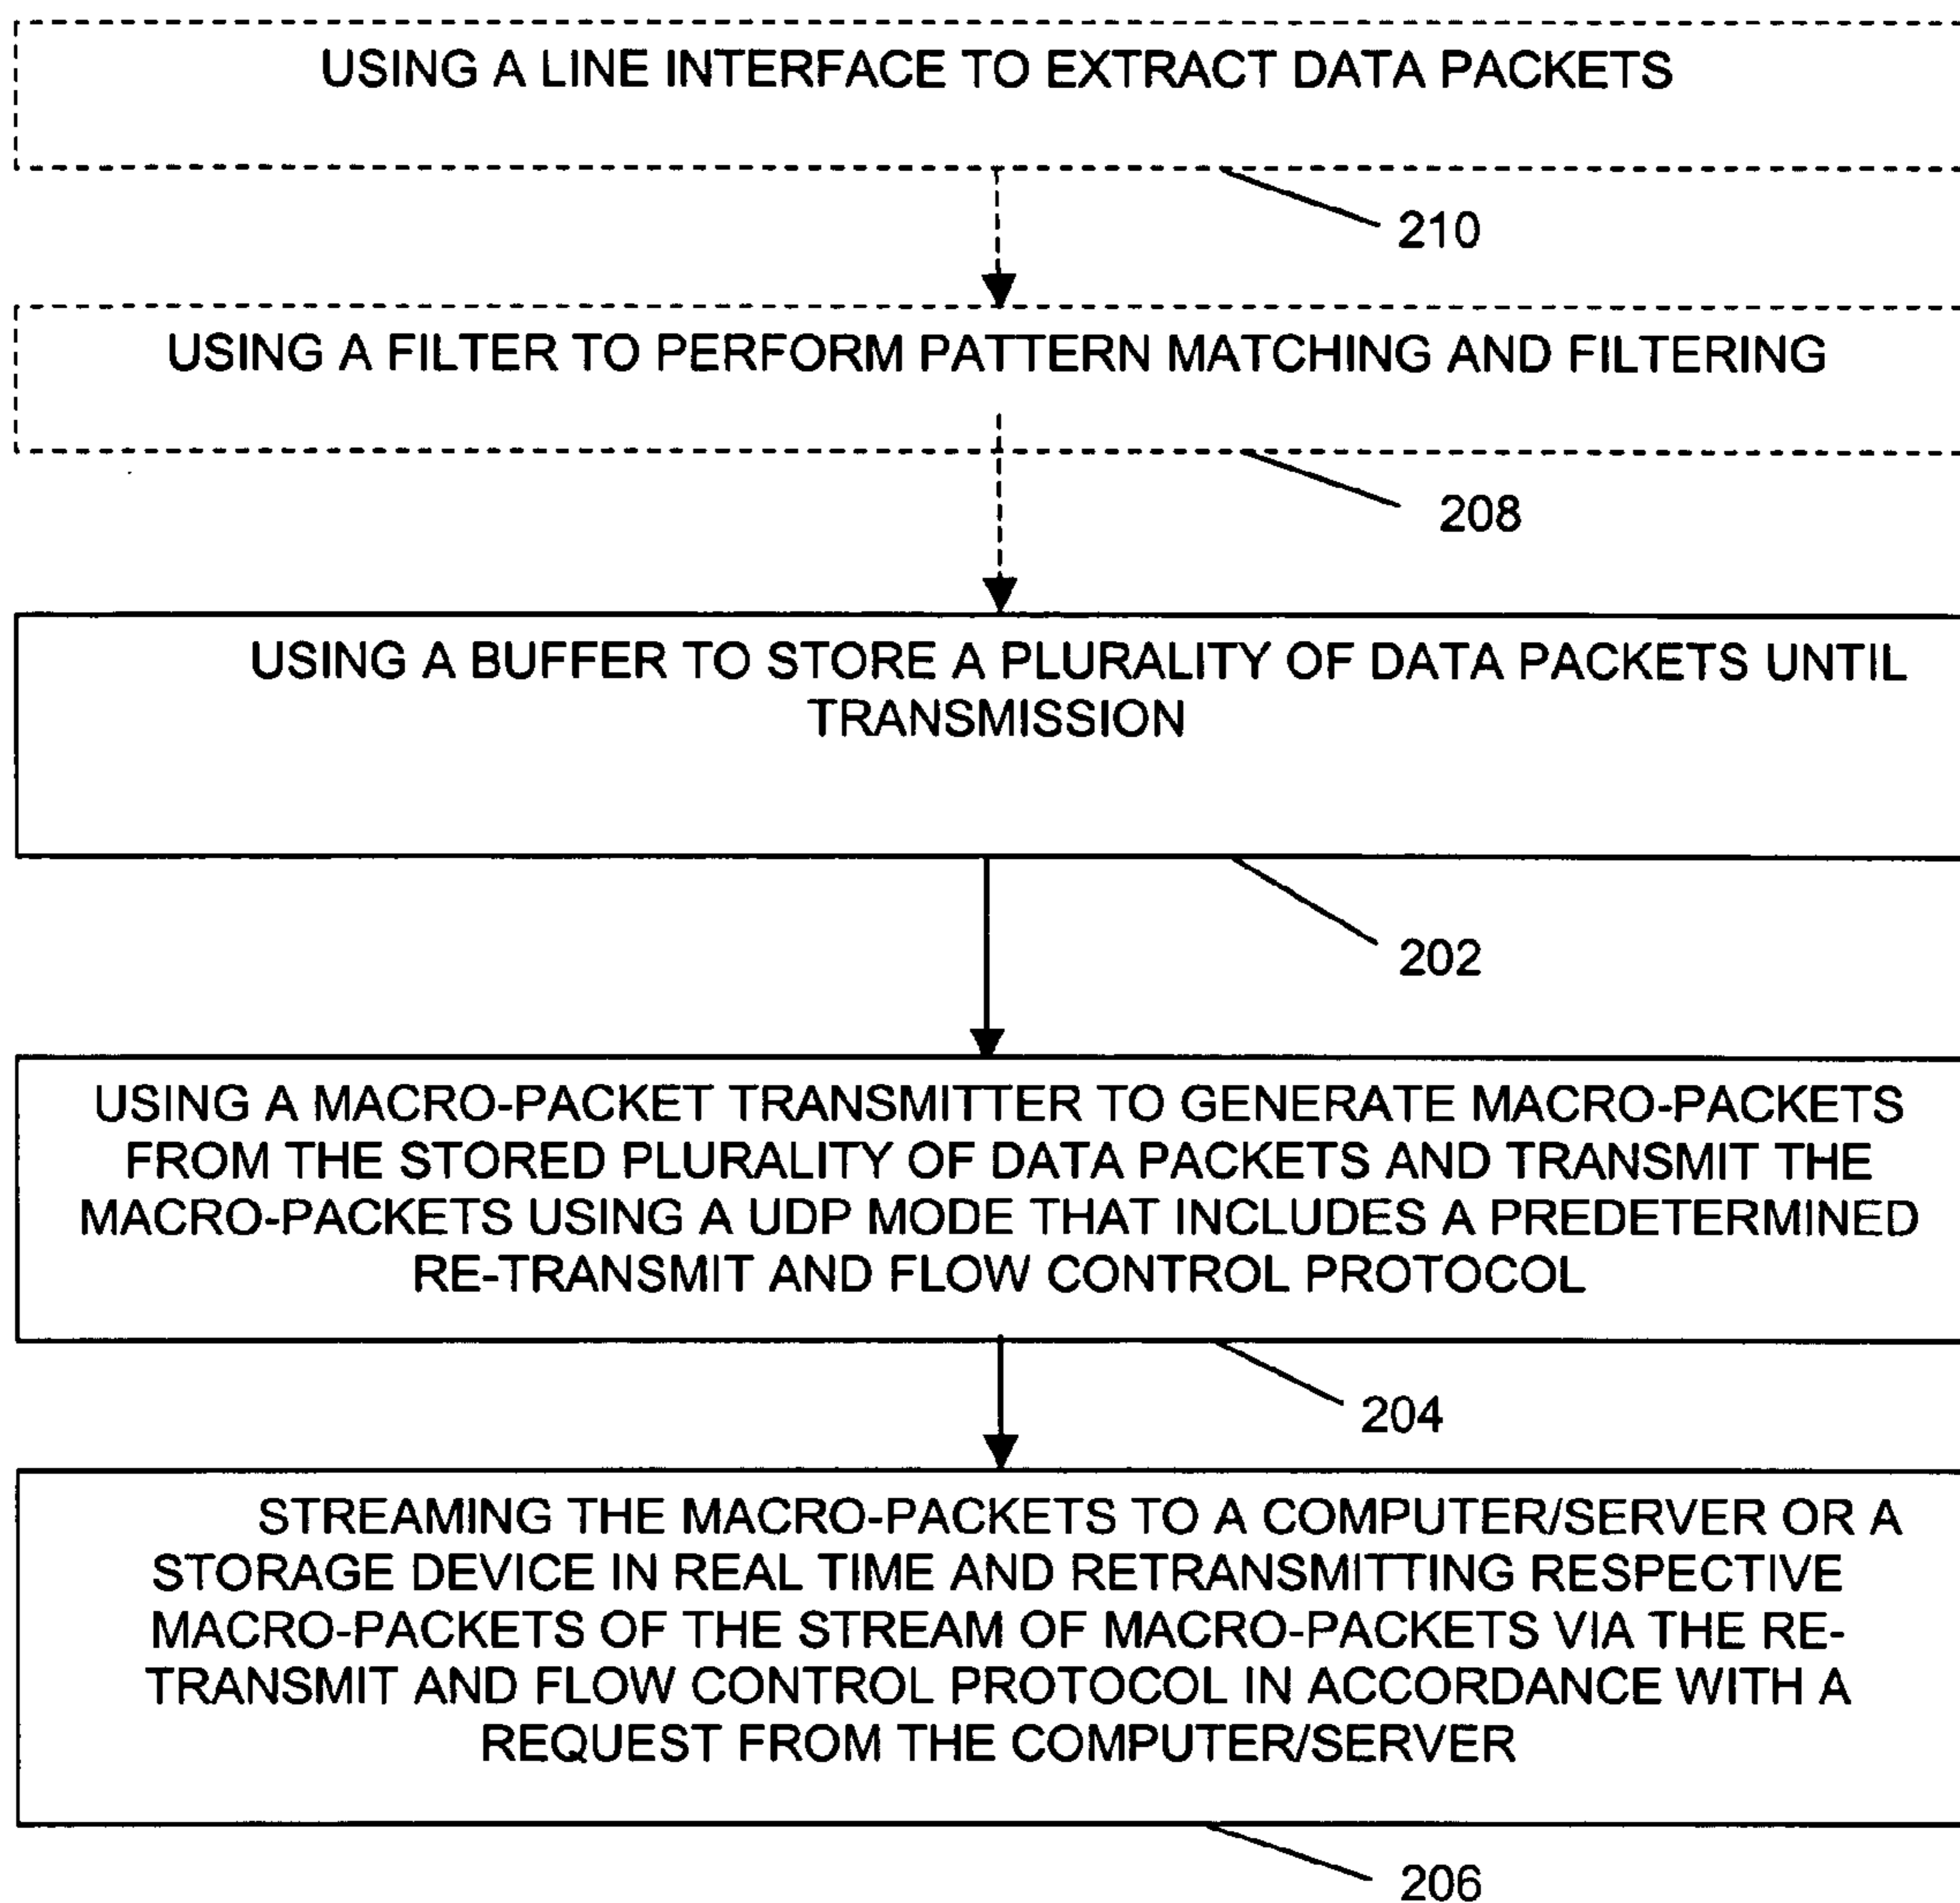 USING A LINE INTERFACE TO EXTRACT DATA PACKETS
210
USING A FILTER TO PERFORM PATTERN MATCHING AND FILTERING
208
USING A BUFFER TO STORE A PLURALITY OF DATA PACKETS UNTIL
TRANSMISSION
202
USING A MACRO-PACKET TRANSMITTER TO GENERATE MACRO-PACKETS
FROM THE STORED PLURALITY OF DATA PACKETS AND TRANSMIT THE
MACRO-PACKETS USING A UDP MODE THAT INCLUDES A PREDETERMINED
RE-TRANSMIT AND FLOW CONTROL PROTOCOL
204
STREAMING THE MACRO-PACKETS TO A COMPUTER/SERVER OR A
STORAGE DEVICE IN REAL TIME AND RETRANSMITTING RESPECTIVE
MACRO-PACKETS OF THE STREAM OF MACRO-PACKETS VIA THE RE-
TRANSMIT AND FLOW CONTROL PROTOCOL IN ACCORDANCE WITH A
REQUEST FROM THE COMPUTER/SERVER
206